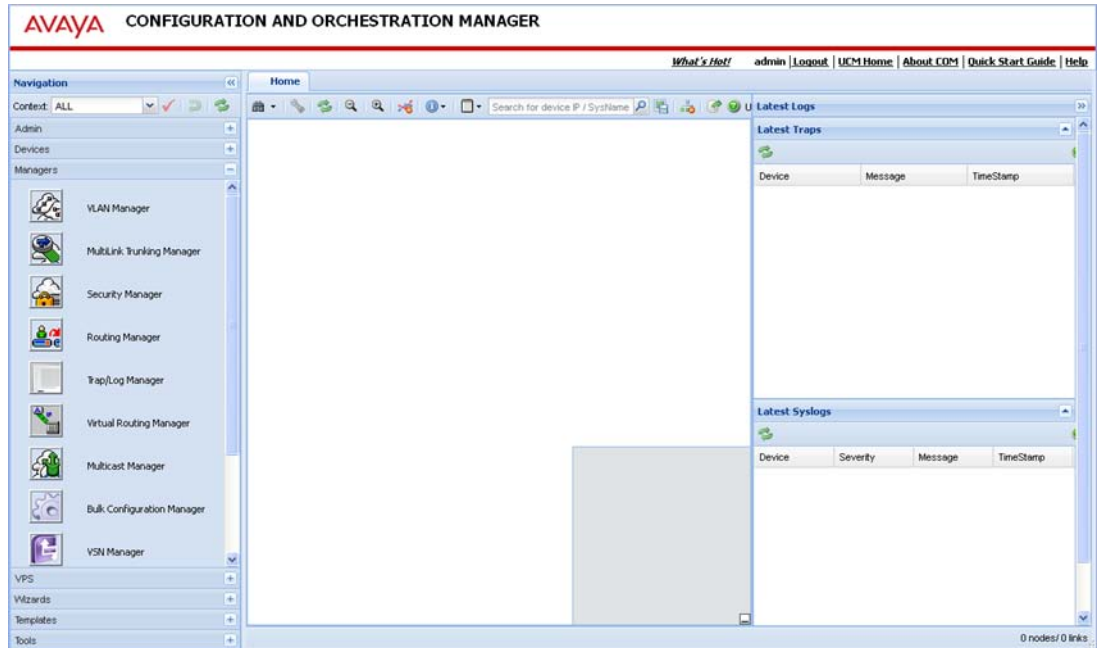 AVAYA CONFIGURATION AND ORCHESTRATION MANAGER
What's Hot! admin | Logout | UCM Home | About COM | Quick Start Guide | Help
Navigation
Context: ALL
Admin
Devices
Managers
VLAN Manager
MultiLink Trunking Manager
Security Manager
Routing Manager
Trap/Log Manager
Virtual Routing Manager
Multicast Manager
Bulk Configuration Manager
VSN Manager
VPS
Wizards
Templates
Tools
Home
Search for device IP / SysName
U
Latest Logs
Latest Traps
Device Message TimeStamp
Latest Syslogs
Device Severity Message TimeStamp
0 nodes/ 0 links